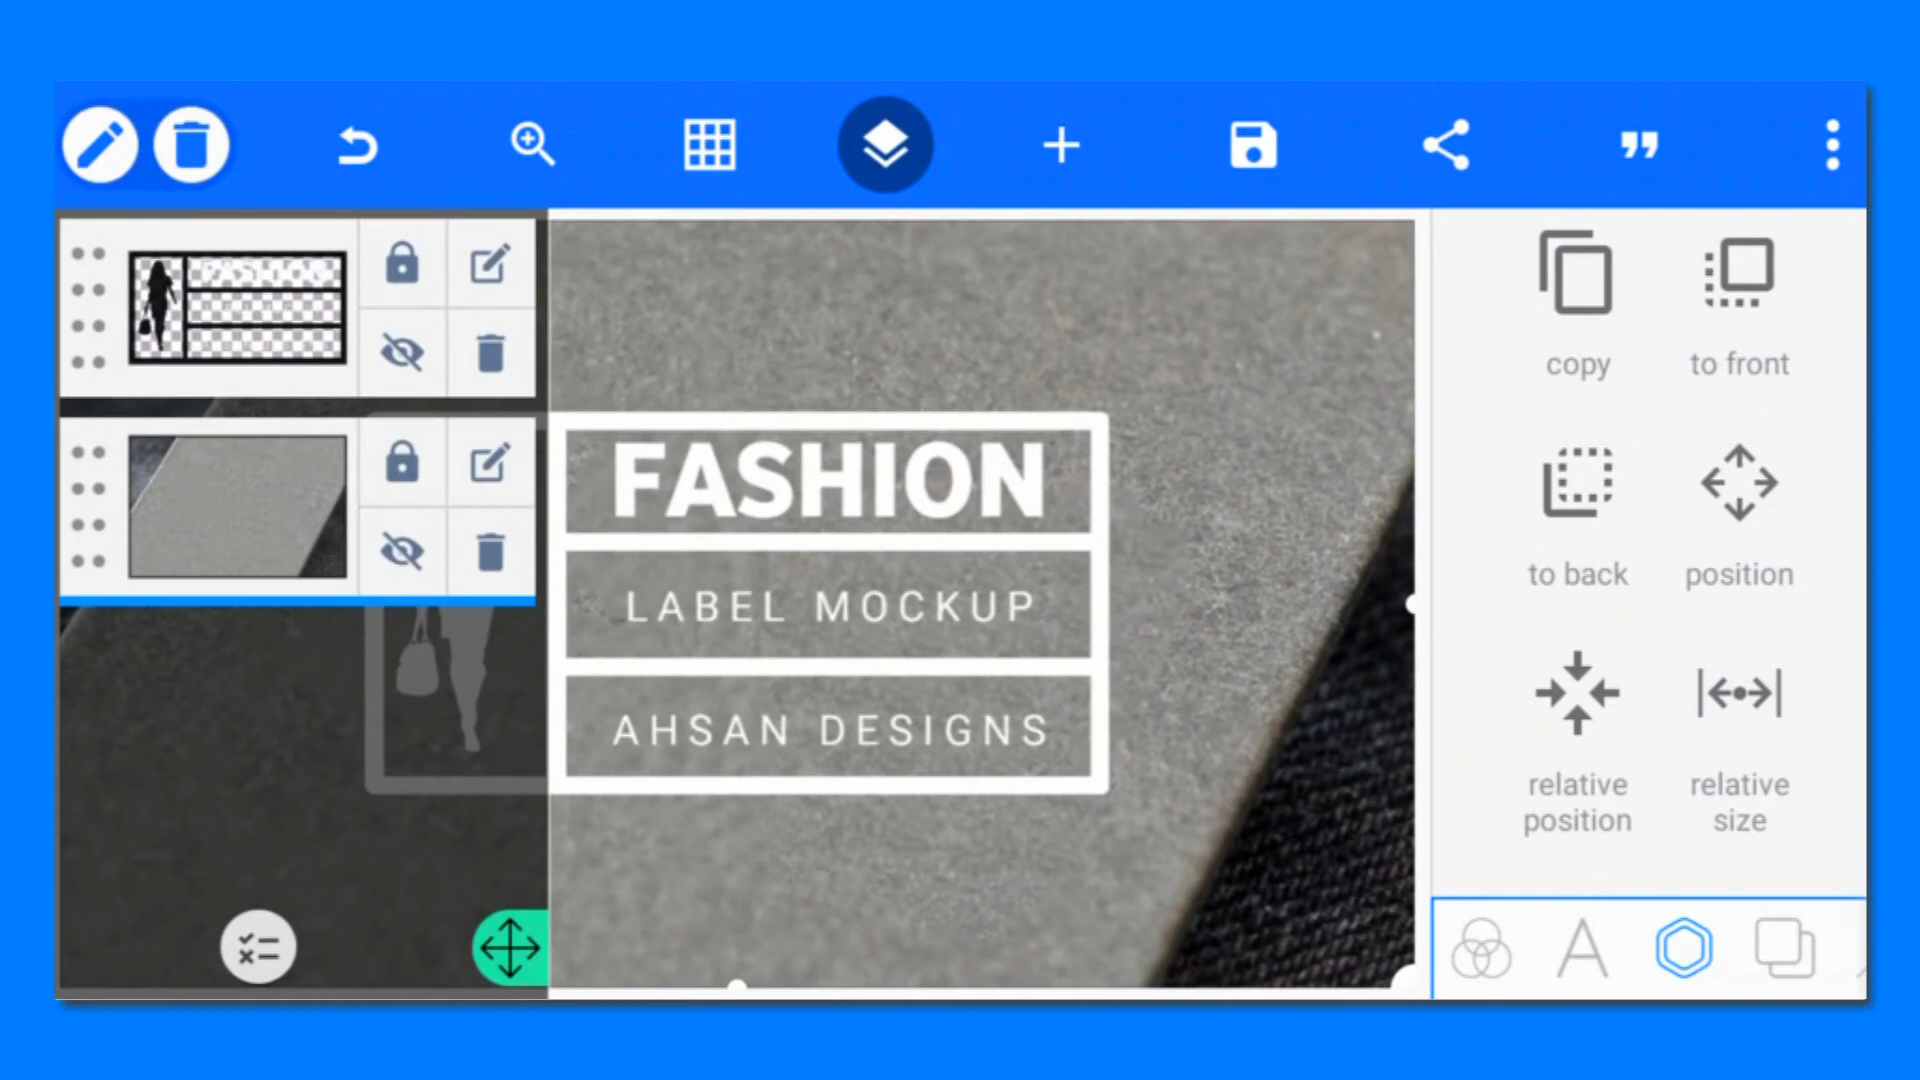 FASHION
LABEL MOCKUP
AHSAN DESIGNS
copy
to front
to back
position
relative
position
relative
size